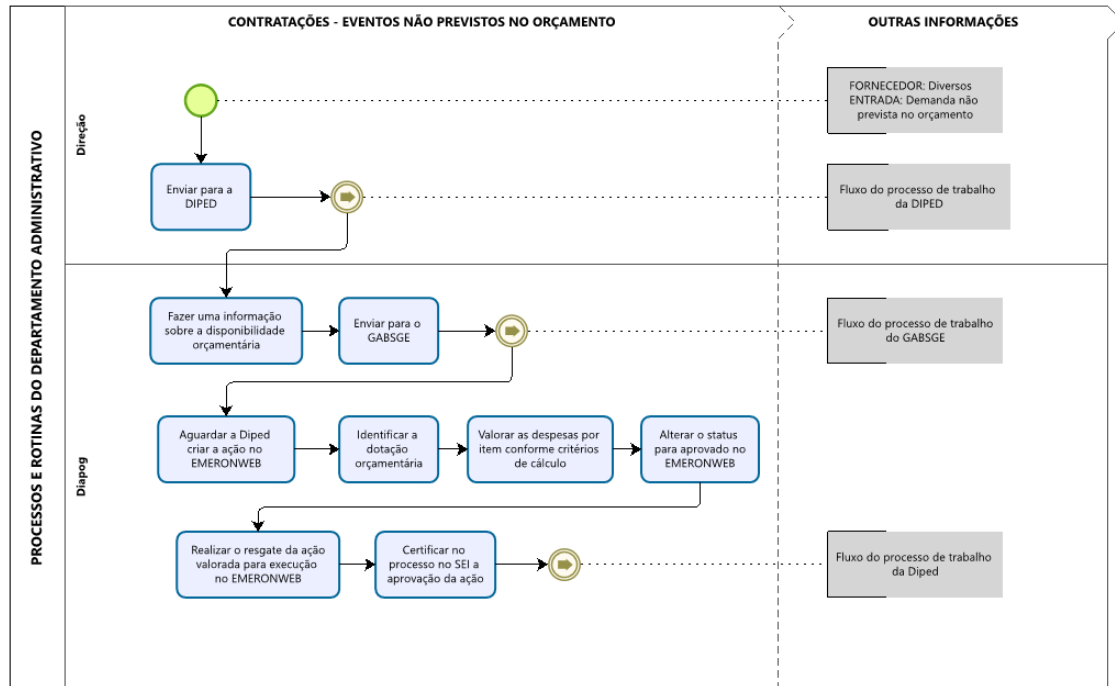 CONTRATAÇÕES - EVENTOS NÃO PREVISTOS NO ORÇAMENTO
OUTRAS INFORMAÇÕES
PROCESSOS E ROTINAS DO DEPARTAMENTO ADMINISTRATIVO
Direção
FORNECEDOR: Diversos
ENTRADA: Demanda não
prevista no orçamento
Enviar para a
DIPED
Fluxo do processo de trabalho
da DIPED
Diapog
Fazer uma informação
sobre a disponibilidade
orçamentária
Enviar para o
GABSGE
Fluxo do processo de trabalho
do GABSGE
Aguardar a Diped
criar a ação no
EMERONWEB
Identificar a
dotação
orçamentária
Valorar as despesas por
item conforme critérios
de cálculo
Alterar o status
para aprovado no
EMERONWEB
Realizar o resgate da ação
valorada para execução
no EMERONWEB
Certificar no
processo no SEI a
aprovação da ação
Fluxo do processo de trabalho
da Diped